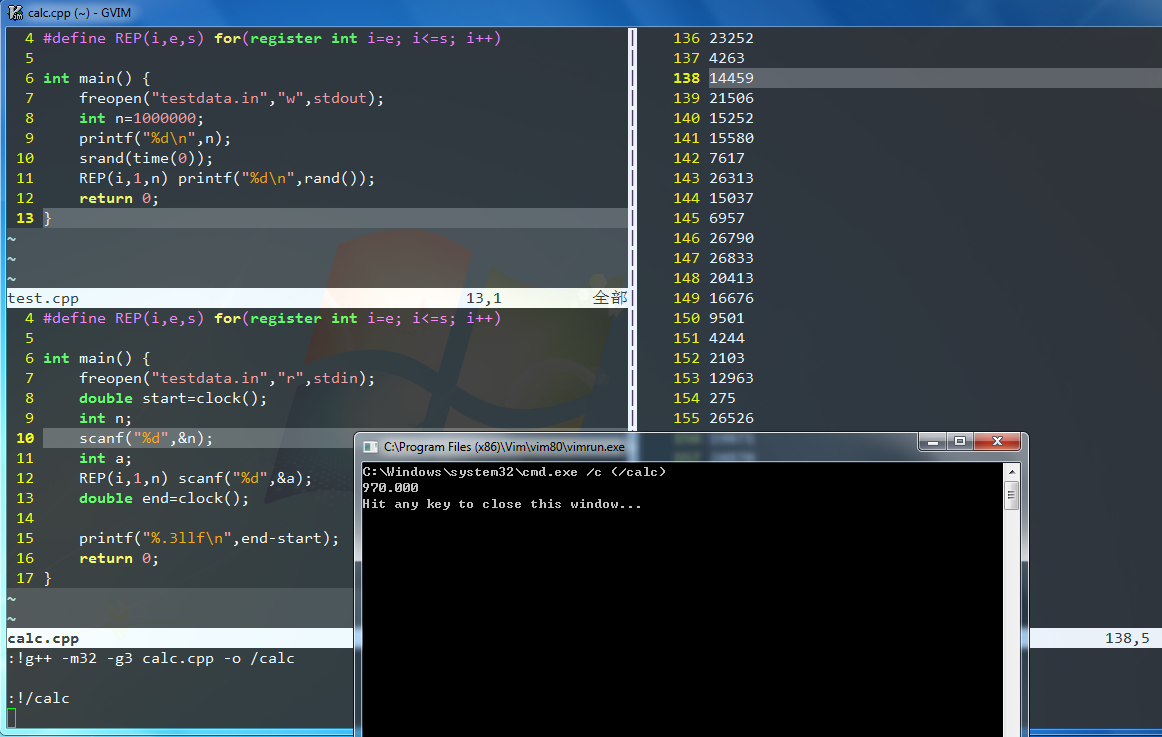 calc.cpp (~) - GVIM
4 #define REP(i,e,s) for(register int i=e; i<=s; i++)
5
6 int main() {
7     freopen("testdata.in","w",stdout);
8     int n=1000000;
9     printf("%d\n",n);
10     srand(time(0));
11     REP(i,1,n) printf("%d\n",rand());
12     return 0;
13 }
~
~
~
test.cpp 13,1 全部
4 #define REP(i,e,s) for(register int i=e; i<=s; i++)
5
6 int main() {
7     freopen("testdata.in","r",stdin);
8     double start=clock();
9     int n;
10     scanf("%d",&n);
11     int a;
12     REP(i,1,n) scanf("%d",&a);
13     double end=clock();
14
15     printf("%.3llf\n",end-start);
16     return 0;
17 }
~
~
calc.cpp
:!g++ -m32 -g3 calc.cpp -o /calc
:!/calc
136 23252
137 4263
138 14459
139 21506
140 15252
141 15580
142 7617
143 26313
144 15037
145 6957
146 26790
147 26833
148 20413
149 16676
150 9501
151 4244
152 2103
153 12963
154 275
155 26526
138,5
C:\Program Files (x86)\Vim\vim80\vimrun.exe
C:\Windows\system32\cmd.exe /c (/calc)
970.000
Hit any key to close this window...